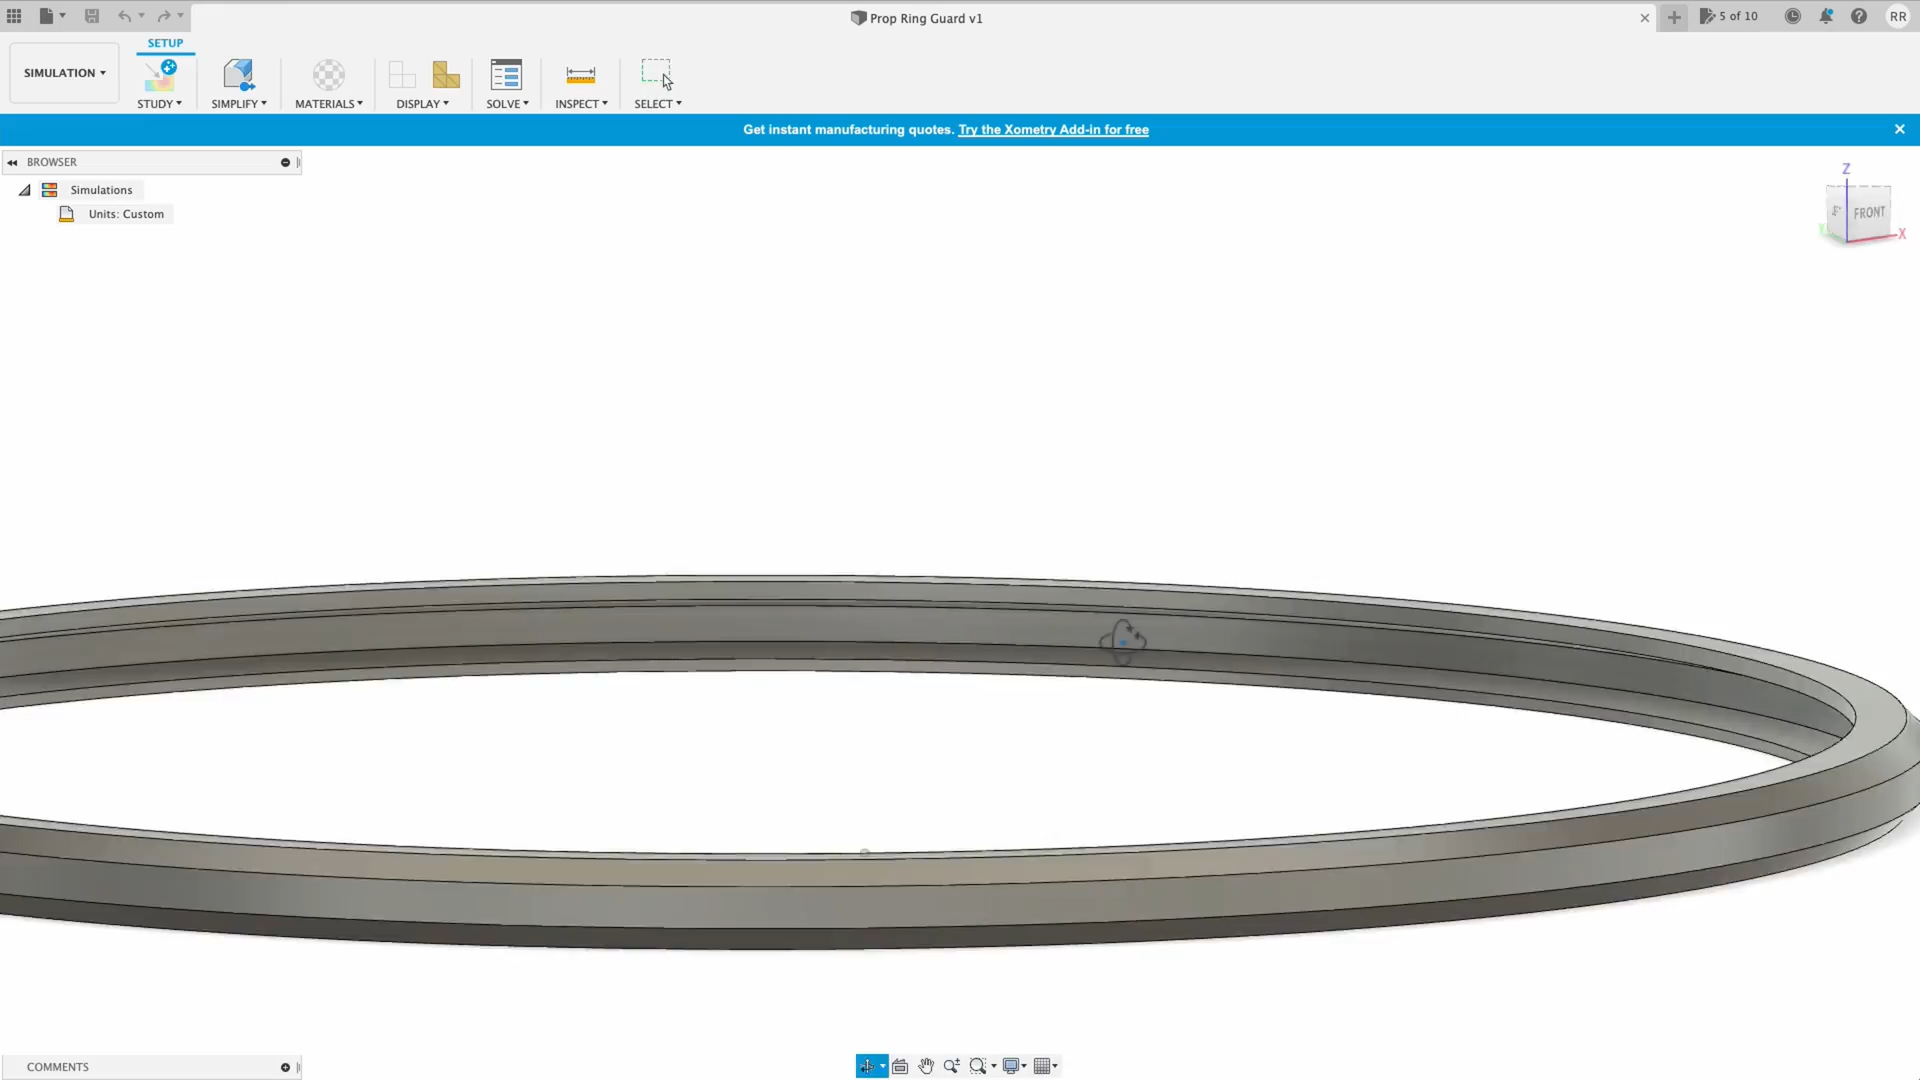 Prop Ring Guard v1
5 of 10
RR
SETUP
SIMULATION
STUDY
SIMPLIFY
MATERIALS
DISPLAY
SOLVE
INSPECT
SELECT
Get instant manufacturing quotes. Try the Xometry Add-in for free
BROWSER
Simulations
Units: Custom
Z
FRONT
X
COMMENTS